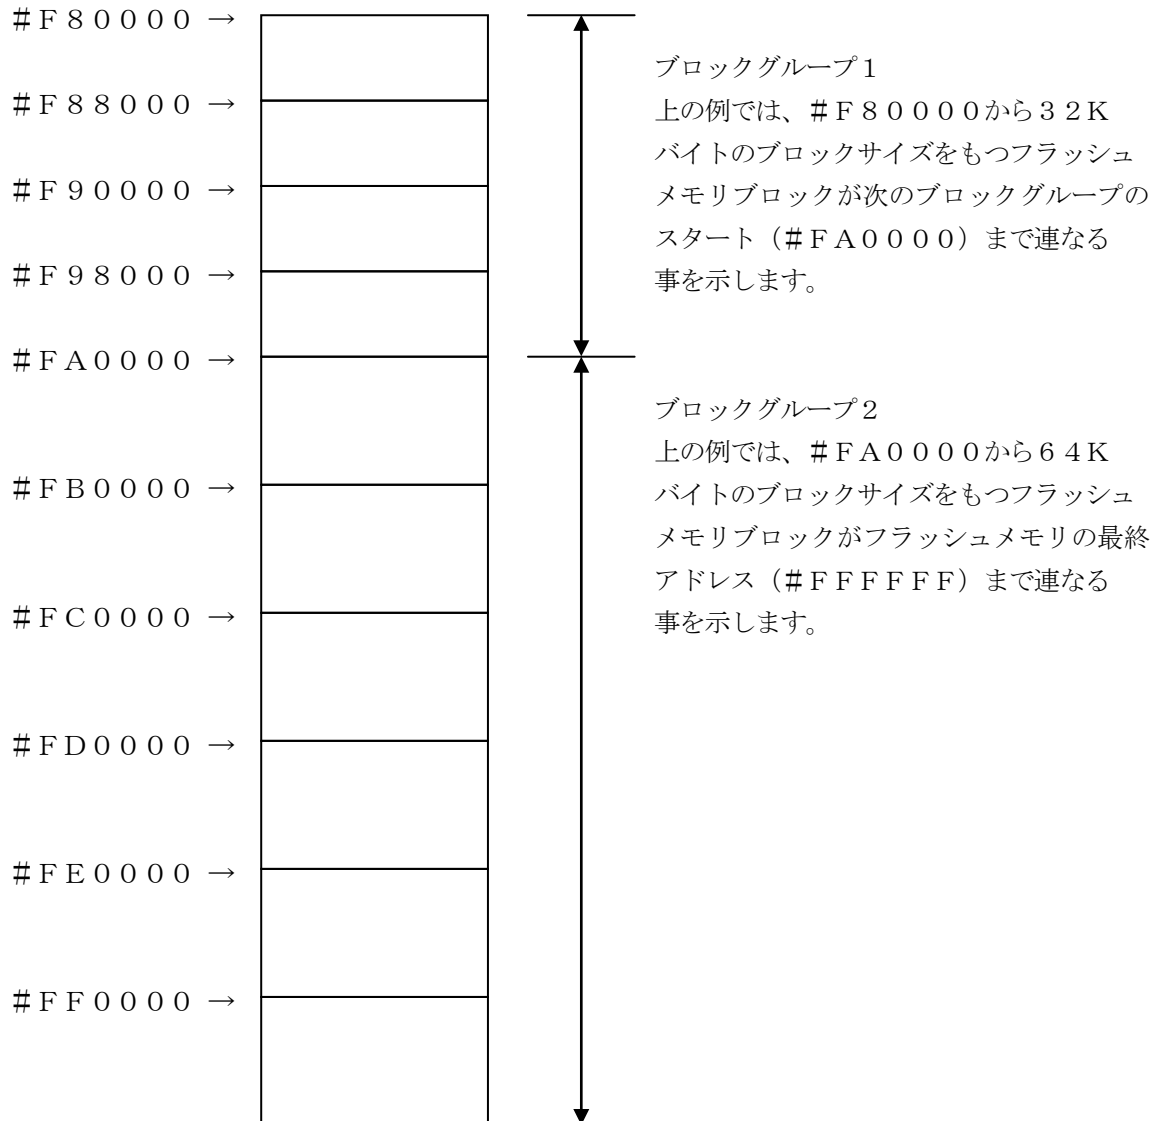 ＃Ｆ８００００ →
ブロックグループ１
＃Ｆ８８０００ →
上の例では、＃Ｆ８００００から３２Ｋ
バイトのブロックサイズをもつフラッシュ
＃Ｆ９００００ →
メモリブロックが次のブロックグループの
スタート（＃ＦＡ００００）まで連なる
＃Ｆ９８０００ →
事を示します。
＃ＦＡ００００ →
ブロックグループ２
上の例では、＃ＦＡ００００から６４Ｋ
＃ＦＢ００００ →
バイトのブロックサイズをもつフラッシュ
メモリブロックがフラッシュメモリの最終
アドレス（＃ＦＦＦＦＦＦ）まで連なる
＃ＦＣ００００ →
事を示します。
＃ＦＤ００００ →
＃ＦＥ００００ →
＃ＦＦ００００ →